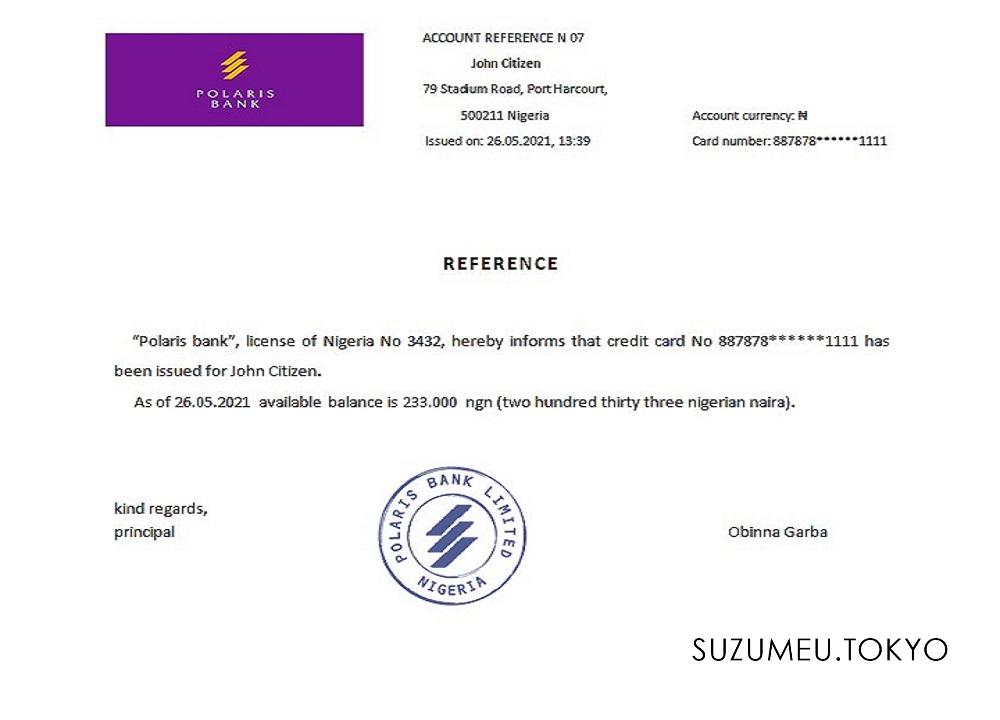 POLARIS
BANK
ACCOUNT REFERENCE N 07
John Citizen
79 Stadium Road, Port Harcourt,
500211 Nigeria
Issued on: 26.05.2021, 13:39
Account currency: ₦
Card number: 887878******1111
REFERENCE
“Polaris bank”, license of Nigeria No 3432, hereby informs that credit card No 887878******1111 has
been issued for John Citizen.
As of 26.05.2021 available balance is 233.000 ngn (two hundred thirty three nigerian naira).
kind regards,
principal
POLARIS BANK LIMITED
NIGERIA
Obinna Garba
SUZUMEU.TOKYO